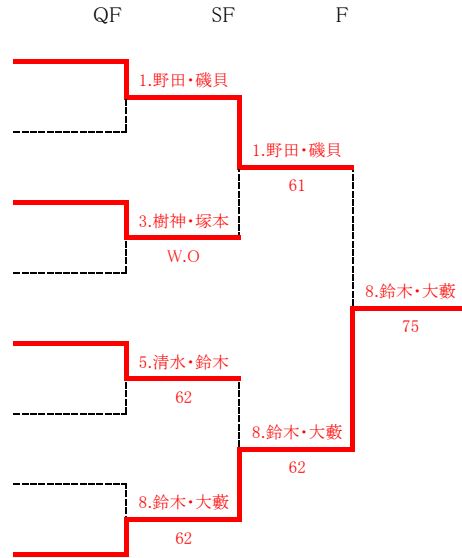 QF SF F
1.野田・磯貝
1.野田・磯貝
61
3.樹神・塚本
W.O
8.鈴木・大藪
75
5.清水・鈴木
62
8.鈴木・大藪
62
8.鈴木・大藪
62